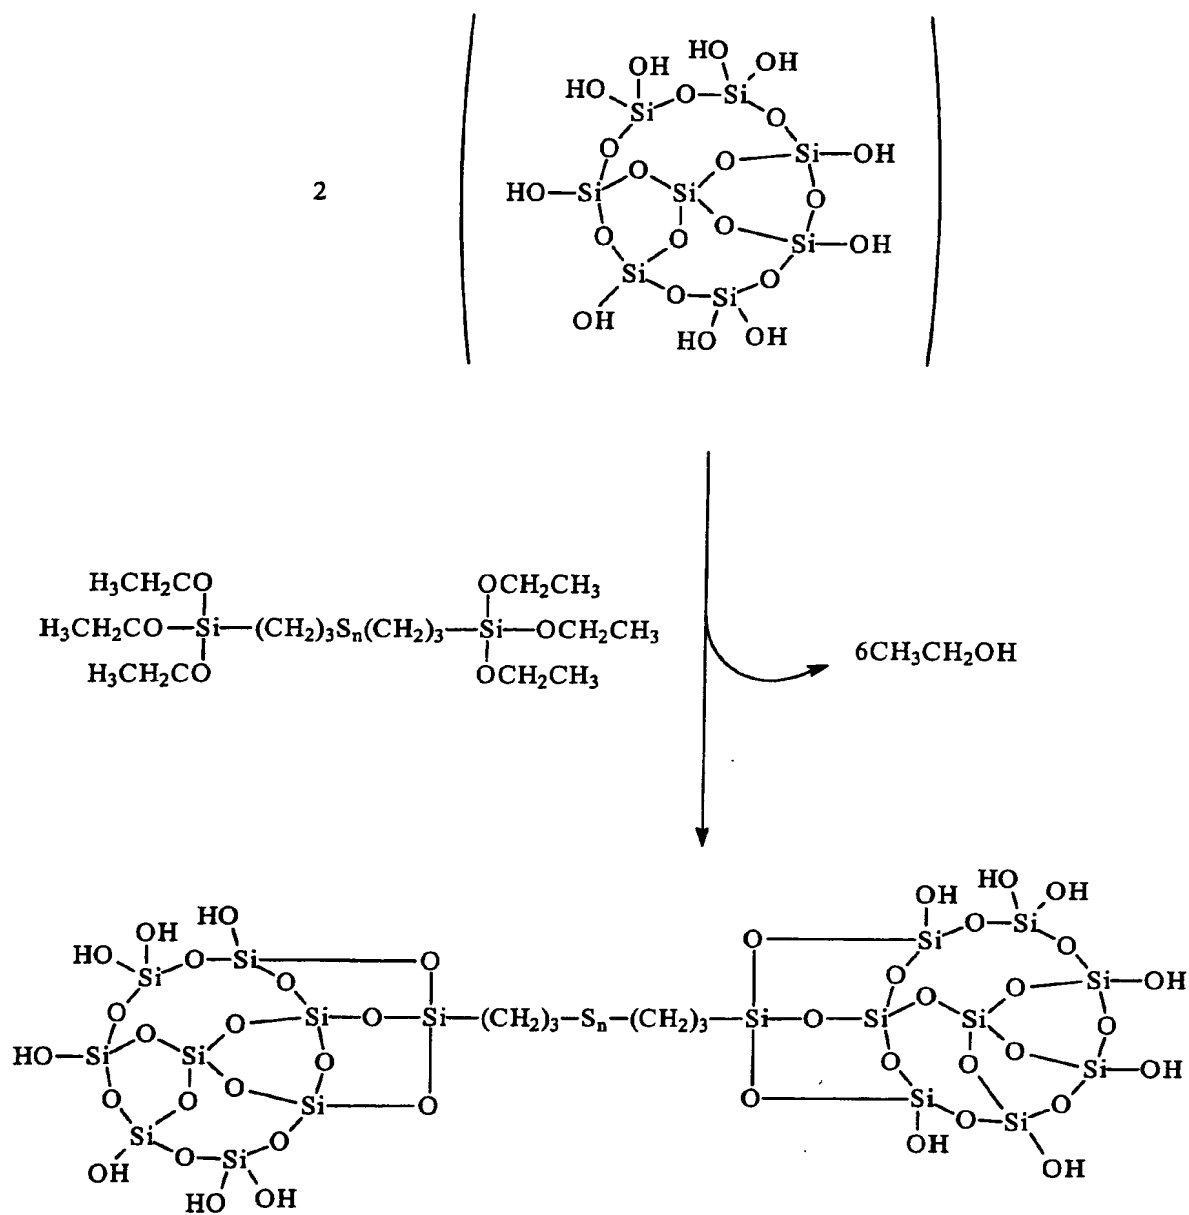 HO OH
HO OH Si OH
Si O Si O
O O Si OH
HO Si O Si O
2
O O O Si OH
Si O O
OH O Si
HO OH
H₃CH₂CO OCH₂CH₃
H₃CH₂CO—Si—(CH₂)₃Sₙ(CH₂)₃—Si—OCH₂CH₃
H₃CH₂CO OCH₂CH₃
6CH₃CH₂OH
HO OH HO OH OH HO OH
HO Si O Si O O Si O Si
O O O O
HO Si O Si O Si O Si—(CH₂)₃—Sₙ—(CH₂)₃—Si O Si O Si O Si OH
O O O O O O O O
Si O Si O O Si O Si O Si OH
OH O Si OH O Si O
HO OH OH